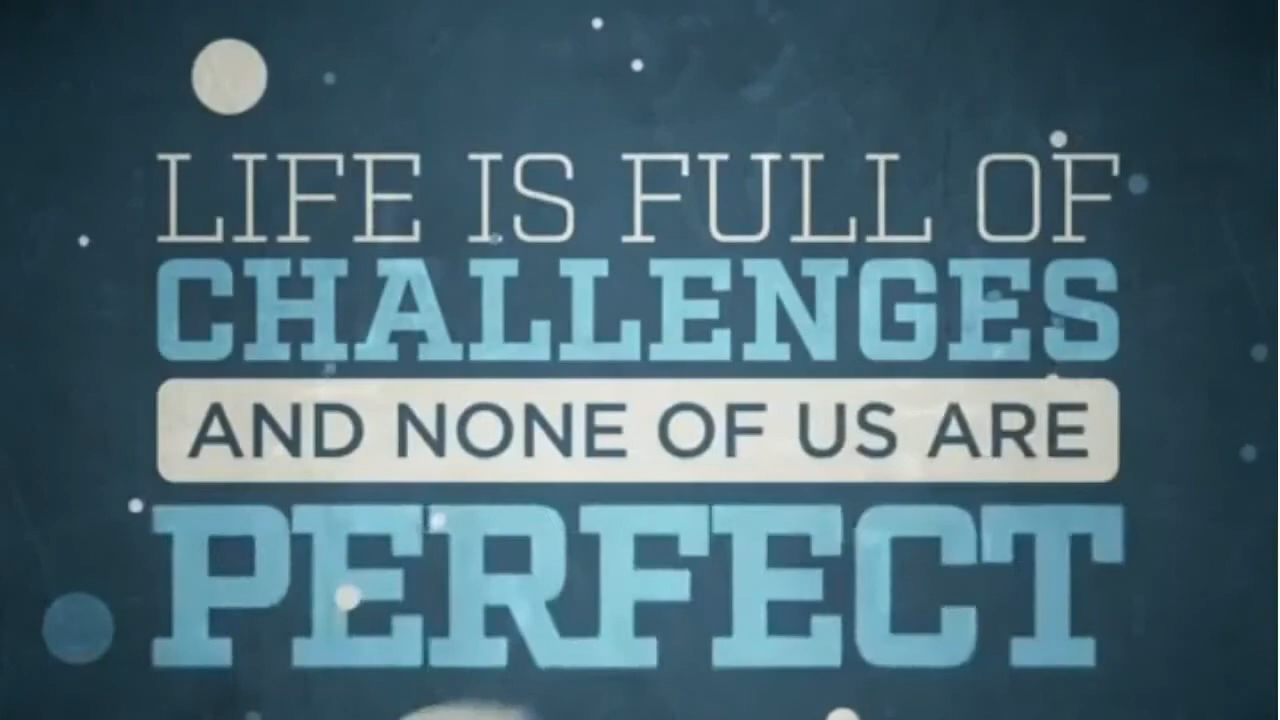 LIFE IS FULL OF
CHALLENGES
AND NONE OF US ARE
PERFECT